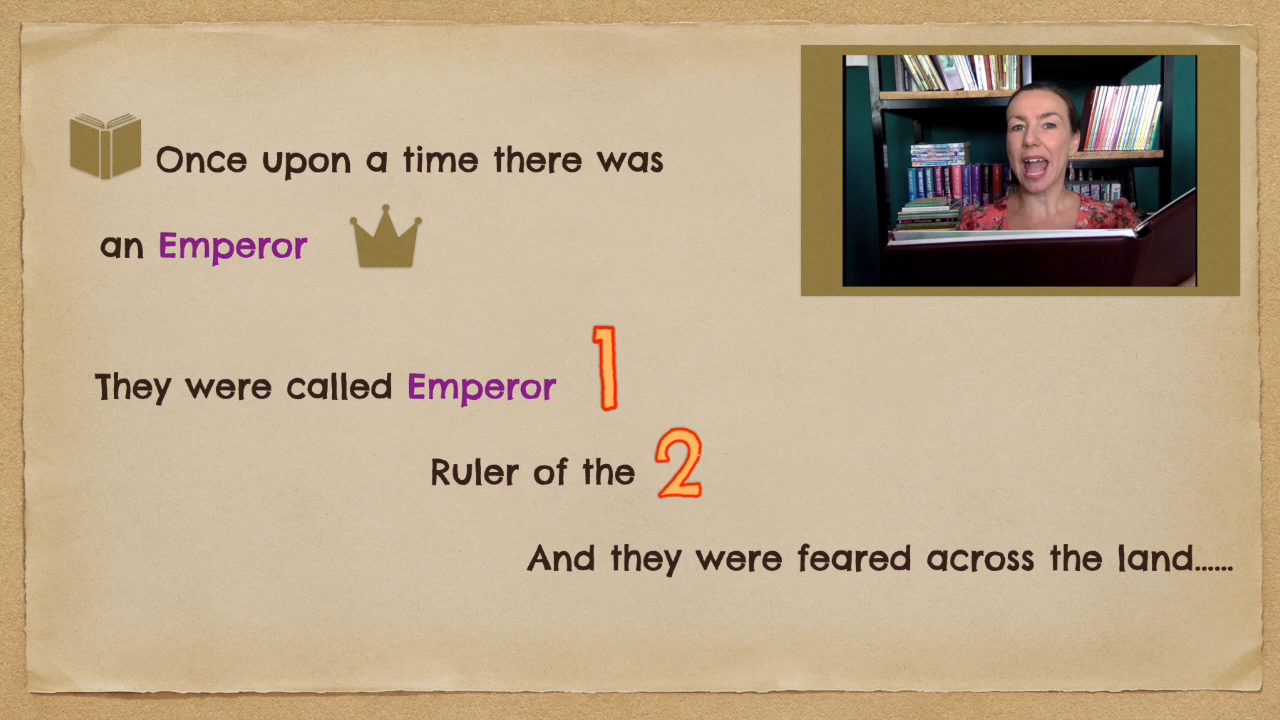 Once upon a time there was
an Emperor
They were called Emperor 1
Ruler of the 2
And they were feared across the land......